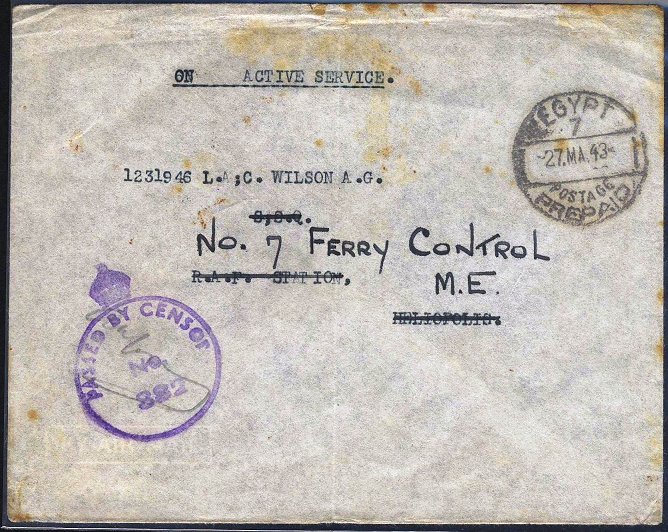 ON ACTIVE SERVICE.
EGYPT
7
27.MA.43
POSTAGE
PREPAID
1231946 L.A;C. WILSON A.G.
S.S.Q.
No. 7 FERRY CONTROL
R.A.F. STATION,
M.E.
HELIOPOLIS.
PASSED BY CENSOR
No.
382